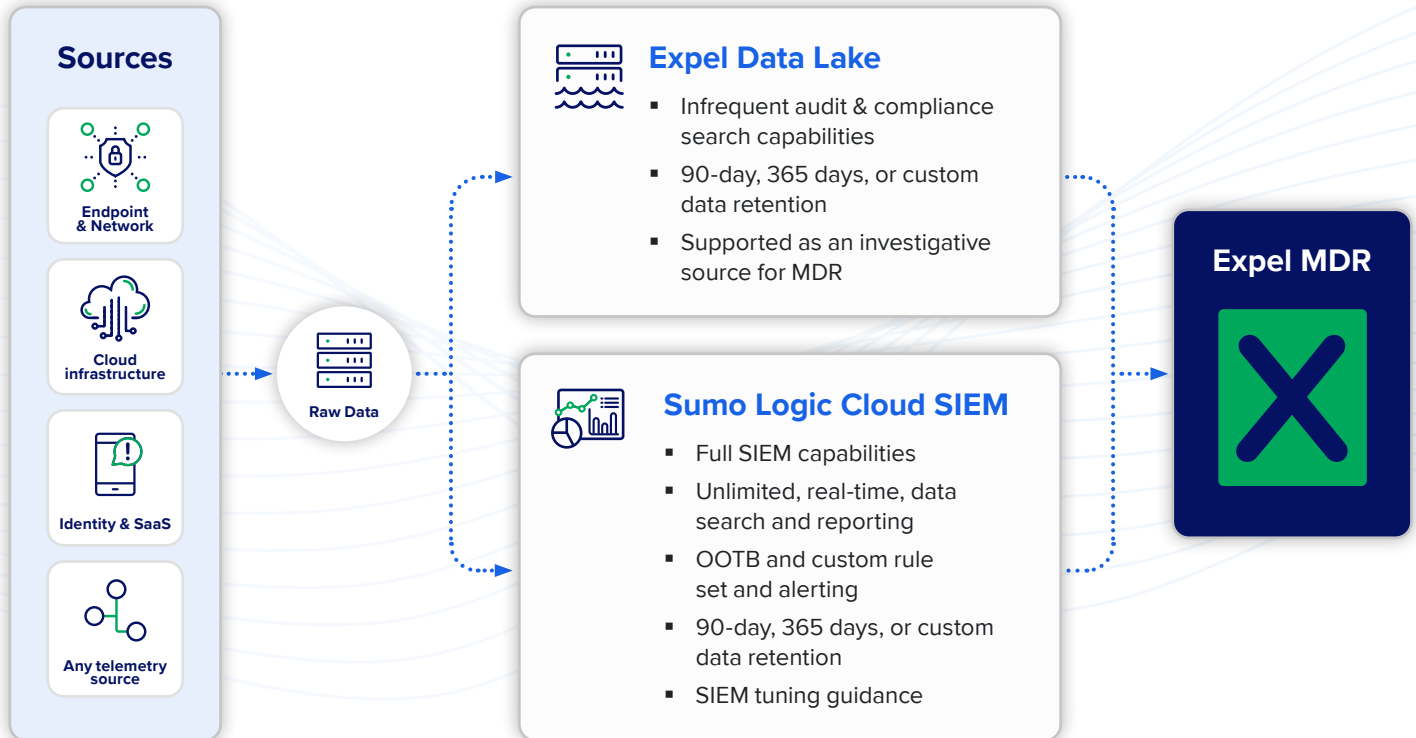 Sources
Endpoint
& Network
Cloud
infrastructure
Identity & SaaS
Any telemetry
source
Raw Data
Expel Data Lake
▪ Infrequent audit & compliance
search capabilities
▪ 90-day, 365 days, or custom
data retention
▪ Supported as an investigative
source for MDR
Sumo Logic Cloud SIEM
▪ Full SIEM capabilities
▪ Unlimited, real-time, data
search and reporting
▪ OOTB and custom rule
set and alerting
▪ 90-day, 365 days, or custom
data retention
▪ SIEM tuning guidance
Expel MDR